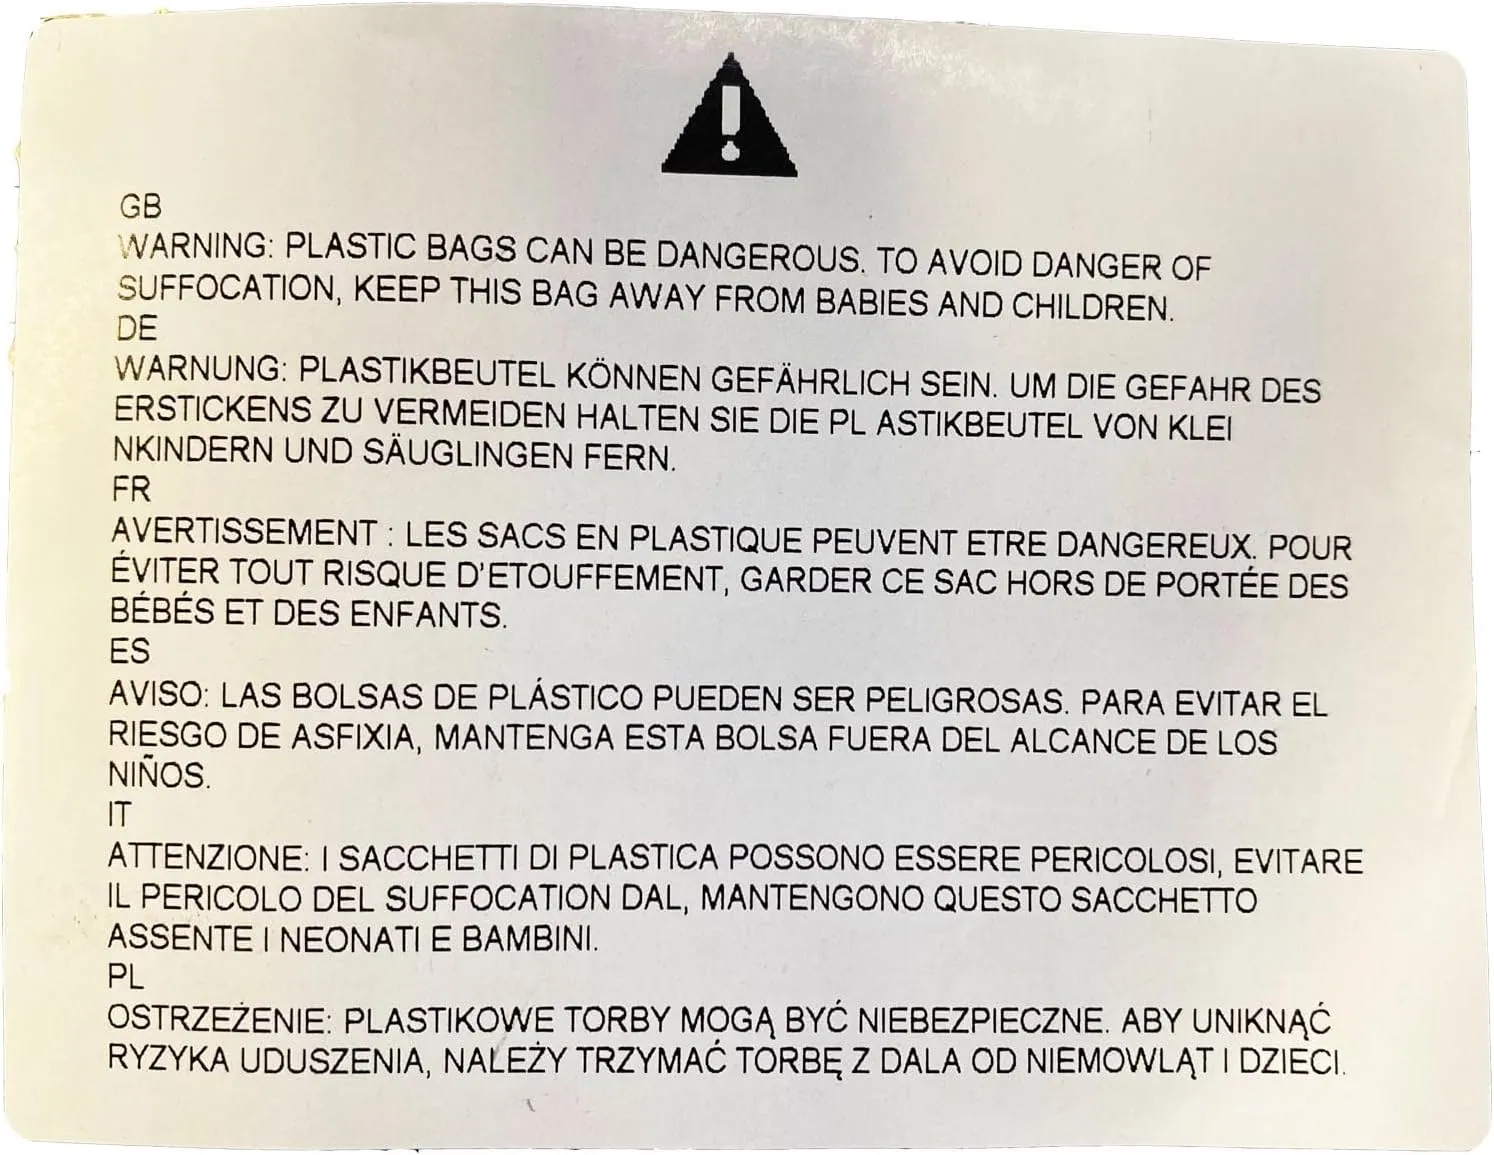 GB
WARNING: PLASTIC BAGS CAN BE DANGEROUS. TO AVOID DANGER OF
SUFFOCATION, KEEP THIS BAG AWAY FROM BABIES AND CHILDREN.
DE
WARNUNG: PLASTIKBEUTEL KÖNNEN GEFÄHRLICH SEIN. UM DIE GEFAHR DES
ERSTICKENS ZU VERMEIDEN HALTEN SIE DIE PL ASTIKBEUTEL VON KLEI
NKINDERN UND SÄUGLINGEN FERN.
FR
AVERTISSEMENT : LES SACS EN PLASTIQUE PEUVENT ETRE DANGEREUX. POUR
ÉVITER TOUT RISQUE D'ETOUFFEMENT, GARDER CE SAC HORS DE PORTÉE DES
BÉBÉS ET DES ENFANTS.
ES
AVISO: LAS BOLSAS DE PLÁSTICO PUEDEN SER PELIGROSAS. PARA EVITAR EL
RIESGO DE ASFIXIA, MANTENGA ESTA BOLSA FUERA DEL ALCANCE DE LOS
NIÑOS.
IT
ATTENZIONE: I SACCHETTI DI PLASTICA POSSONO ESSERE PERICOLOSI, EVITARE
IL PERICOLO DEL SUFFOCATION DAL, MANTENGONO QUESTO SACCHETTO
ASSENTE I NEONATI E BAMBINI.
PL
OSTRZEŻENIE: PLASTIKOWE TORBY MOGĄ BYĆ NIEBEZPIECZNE. ABY UNIKNĄĆ
RYZYKA UDUSZENIA, NALEŻY TRZYMAĆ TORBĘ Z DALA OD NIEMOWLĄT I DZIECI.